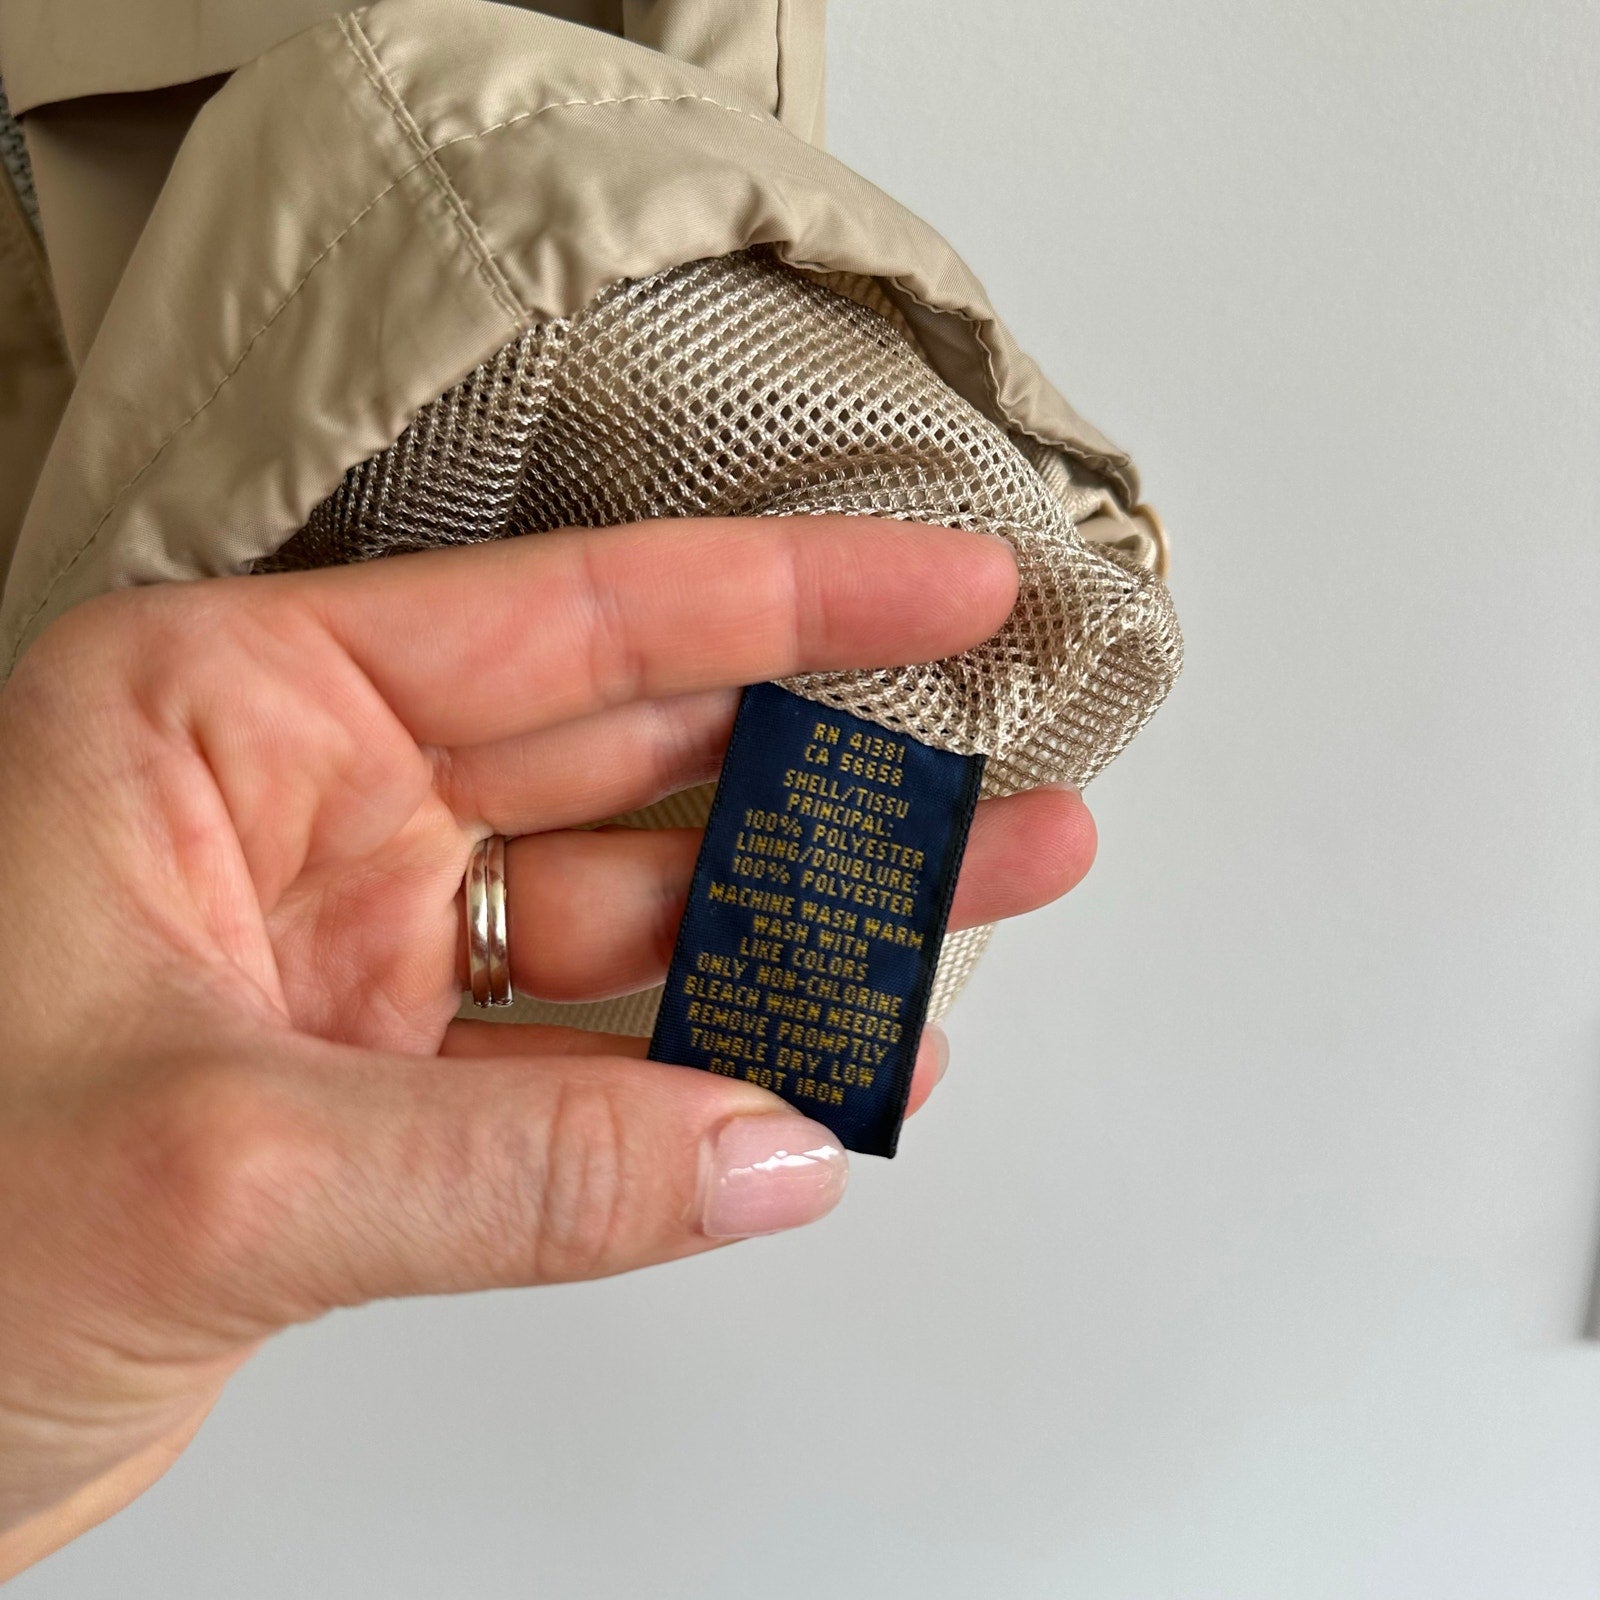 RN 41381
CA 56658
SHELL/TISSU
PRINCIPAL:
100% POLYESTER
LINING/DOUBLURE:
100% POLYESTER
MACHINE WASH WARM
WASH WITH
LIKE COLORS
ONLY NON-CHLORINE
BLEACH WHEN NEEDED
REMOVE PROMPTLY
TUMBLE DRY LOW
DO NOT IRON